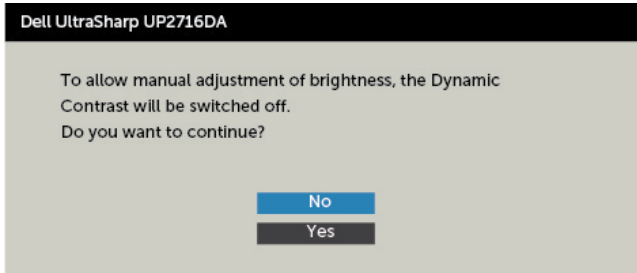 Dell UltraSharp UP2716DA
To allow manual adjustment of brightness, the Dynamic
Contrast will be switched off.
Do you want to continue?
No
Yes